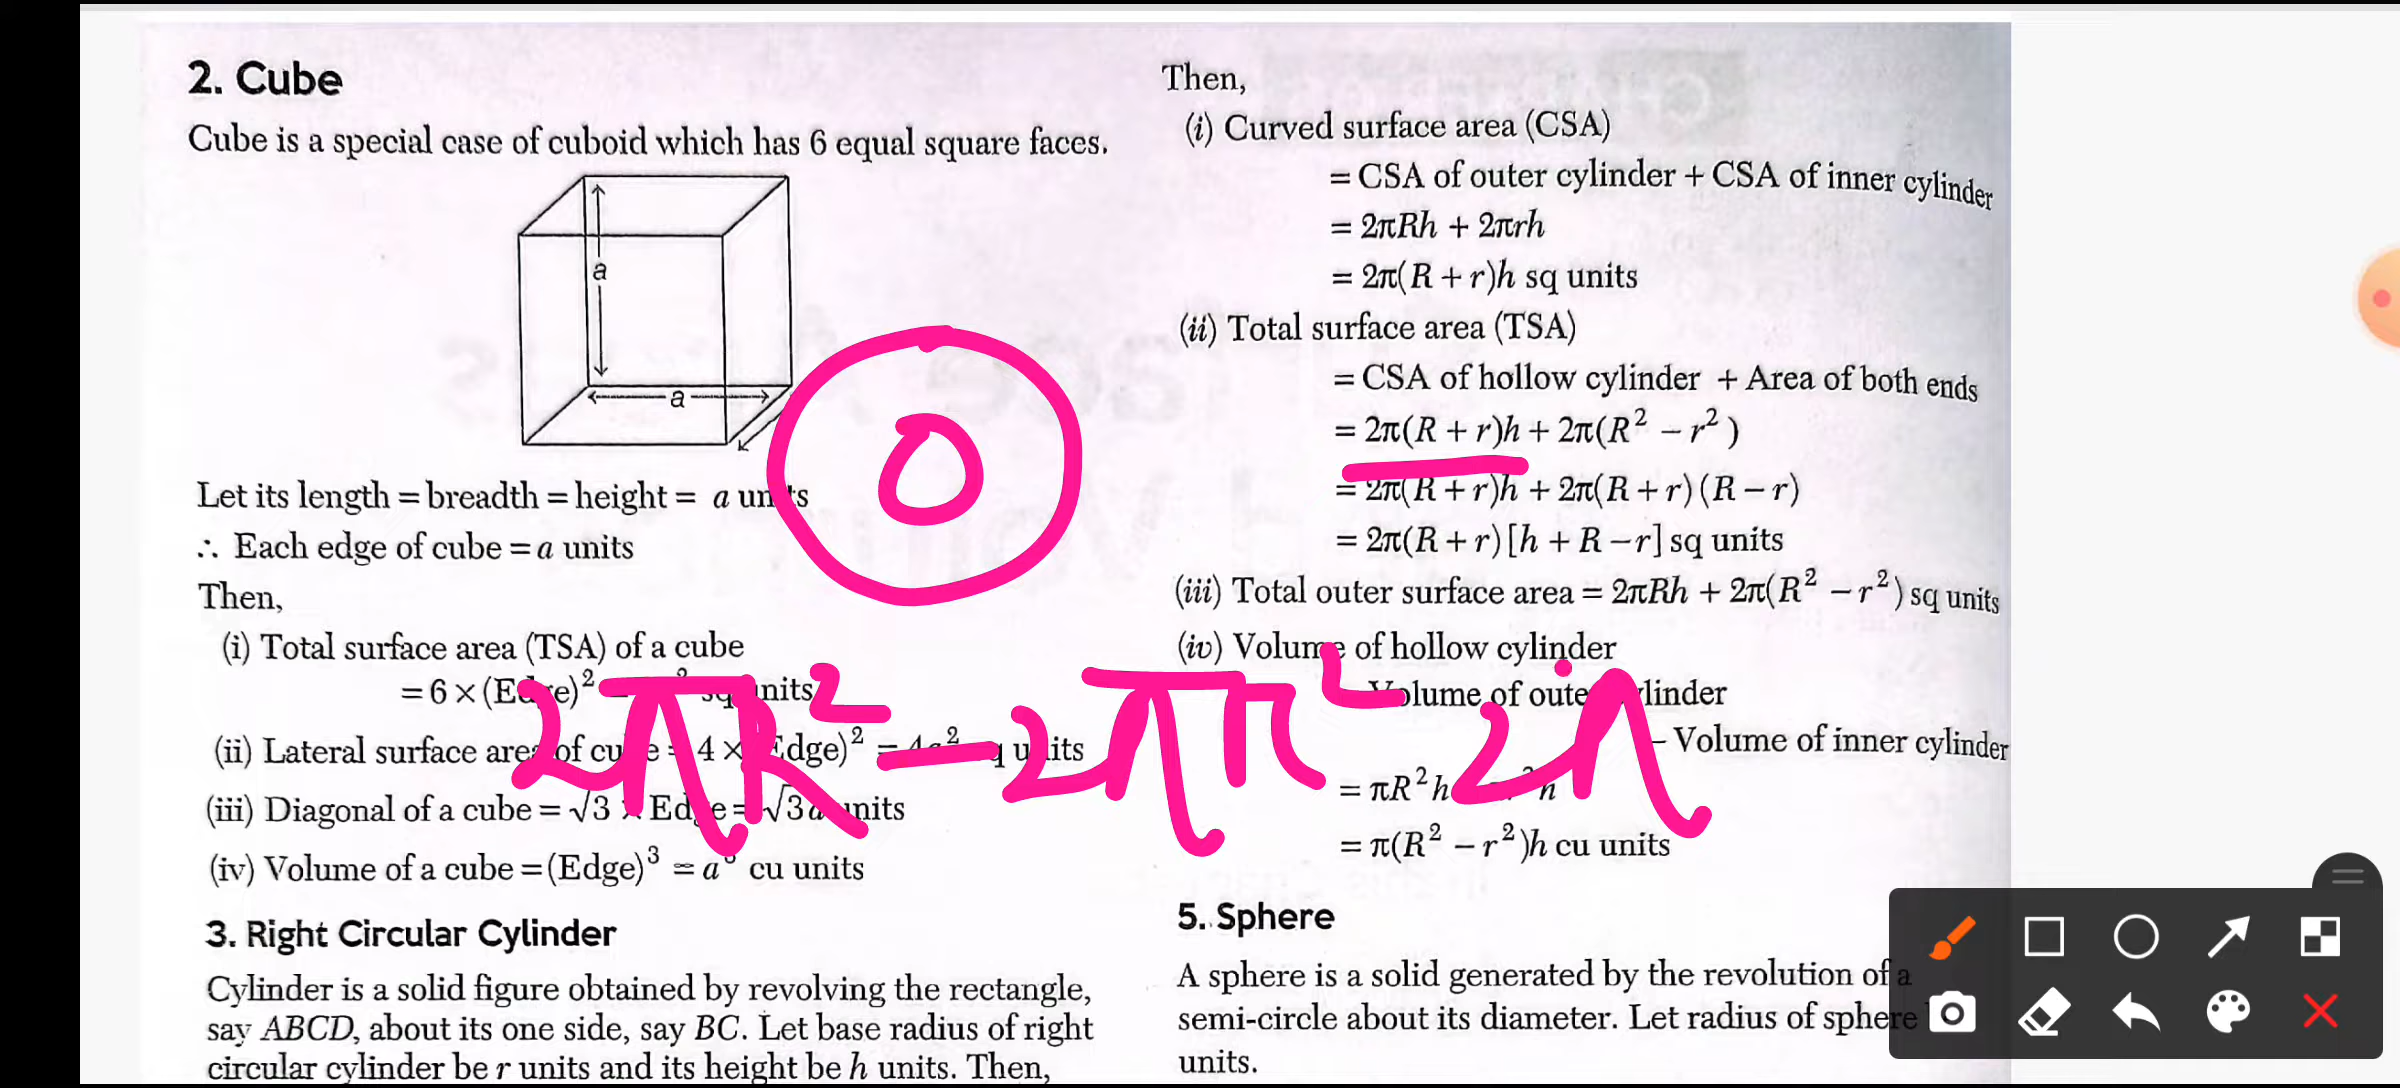 2. Cube
Cube is a special case of cuboid which has 6 equal square faces.
a
a
Let its length = breadth = height = a units
∴ Each edge of cube = a units
Then,
(i) Total surface area (TSA) of a cube
= 6 × (Edge)² sq units
(ii) Lateral surface area of cube = 4 × (Edge)² = 4a² sq units
(iii) Diagonal of a cube = √3 × Edge = √3a units
(iv) Volume of a cube = (Edge)³ = a³ cu units
3. Right Circular Cylinder
Cylinder is a solid figure obtained by revolving the rectangle,
say ABCD, about its one side, say BC. Let base radius of right
circular cylinder be r units and its height be h units. Then,
Then,
(i) Curved surface area (CSA)
= CSA of outer cylinder + CSA of inner cylinder
= 2πRh + 2πrh
= 2π(R + r)h sq units
(ii) Total surface area (TSA)
= CSA of hollow cylinder + Area of both ends
= 2π(R + r)h + 2π(R² − r²)
= 2π(R + r)h + 2π(R + r)(R − r)
= 2π(R + r)[h + R − r] sq units
(iii) Total outer surface area = 2πRh + 2π(R² − r²) sq units
(iv) Volume of hollow cylinder
Volume of outer cylinder
− Volume of inner cylinder
= πR²h
= π(R² − r²)h cu units
5. Sphere
A sphere is a solid generated by the revolution of a
semi-circle about its diameter. Let radius of sphere
units.
2πR² − 2πr²